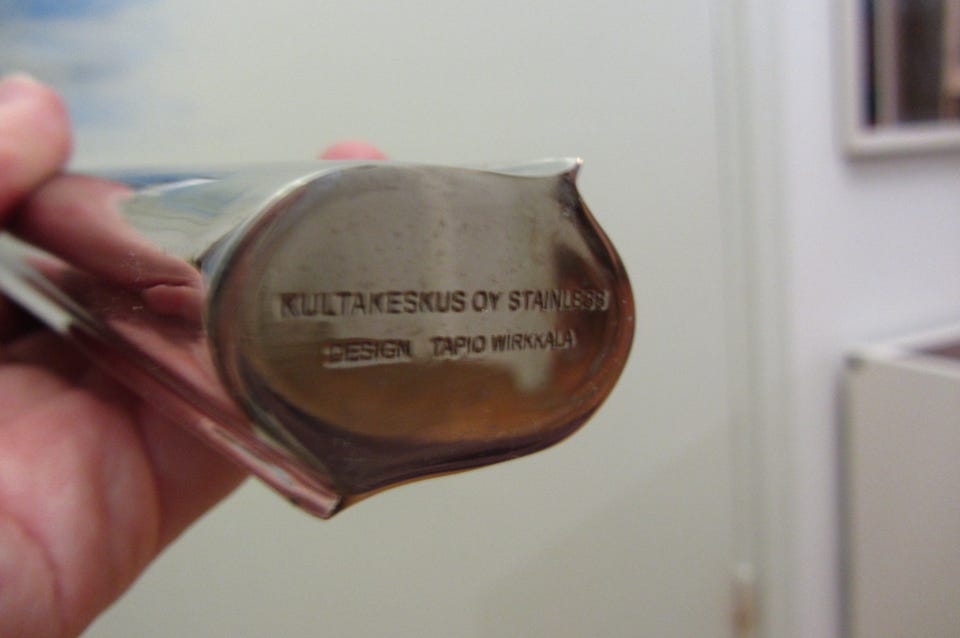 KULTAKESKUS OY STAINLESS
DESIGN TAPIO WIRKKALA